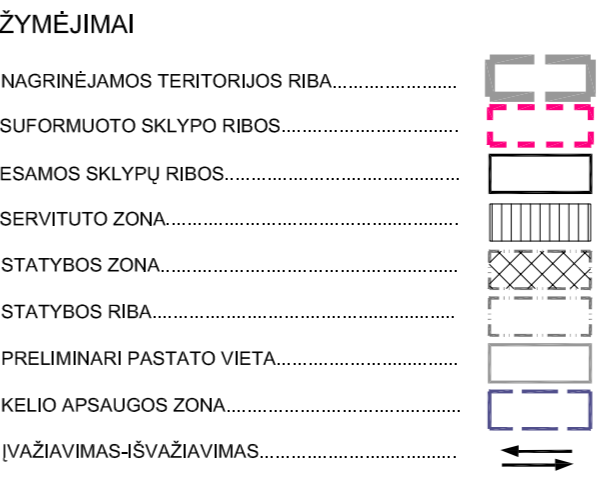 ŽYMĖJIMAI
NAGRINĖJAMOS TERITORIJOS RIBA........................
SUFORMUOTO SKLYPO RIBOS..................................
ESAMOS SKLYPŲ RIBOS.............................................
SERVITUTO ZONA........................................................
STATYBOS ZONA.........................................................
STATYBOS RIBA..........................................................
PRELIMINARI PASTATO VIETA...................................
KELIO APSAUGOS ZONA............................................
ĮVAŽIAVIMAS-IŠVAŽIAVIMAS......................................